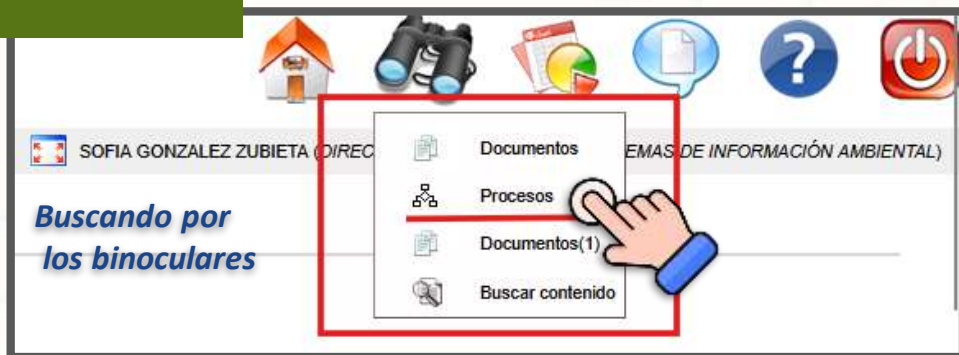 ?
SOFIA GONZALEZ ZUBIETA (DIREC EMAS DE INFORMACIÓN AMBIENTAL)
Documentos
Procesos
Documentos(1)
Buscar contenido
Buscando por
los binoculares